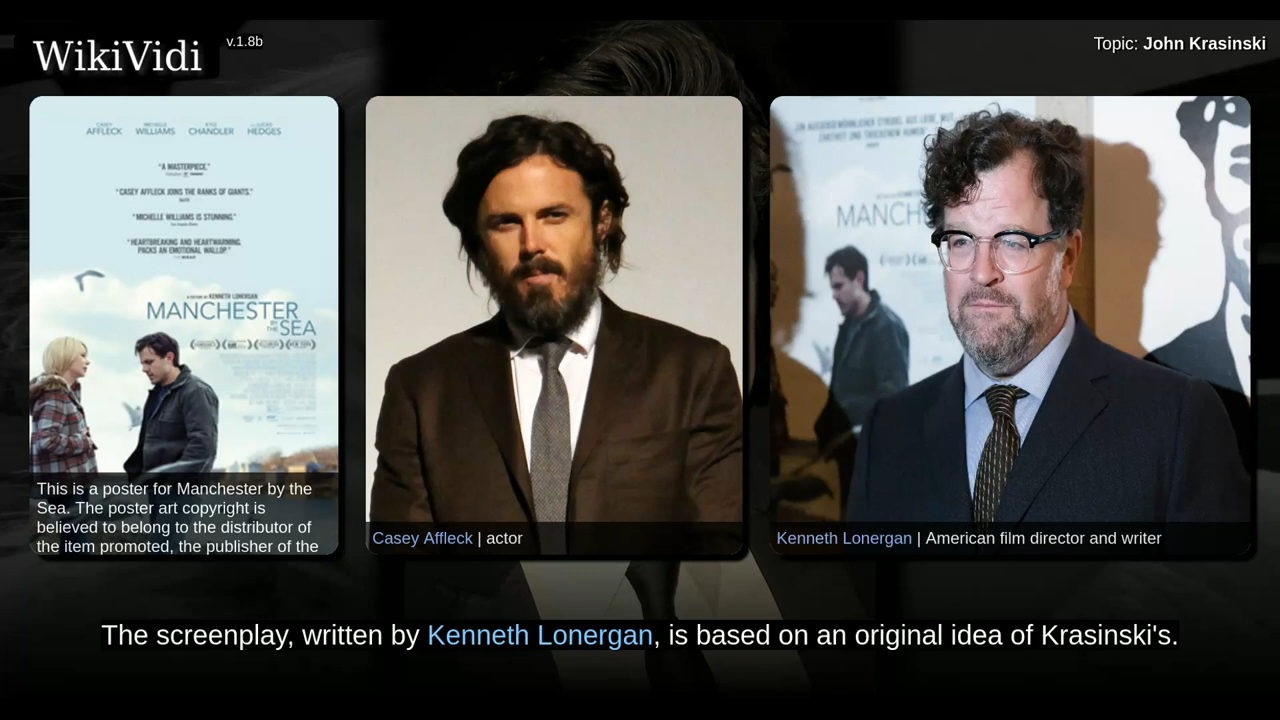 WikiVidi
v.1.8b
Topic: John Krasinski
CASEY AFFLECK
MICHELLE WILLIAMS
KYLE CHANDLER
LUCAS HEDGES
"A MASTERPIECE."
"CASEY AFFLECK JOINS THE RANKS OF GIANTS."
"MICHELLE WILLIAMS IS STUNNING."
"HEARTBREAKING AND HEARTWARMING,
PACKS AN EMOTIONAL WALLOP."
A PICTURE BY KENNETH LONERGAN
MANCHESTER
BY THE SEA
This is a poster for Manchester by the
Sea. The poster art copyright is
believed to belong to the distributor of
the item promoted, the publisher of the
Casey Affleck | actor
MANCH
Kenneth Lonergan | American film director and writer
The screenplay, written by Kenneth Lonergan, is based on an original idea of Krasinski's.